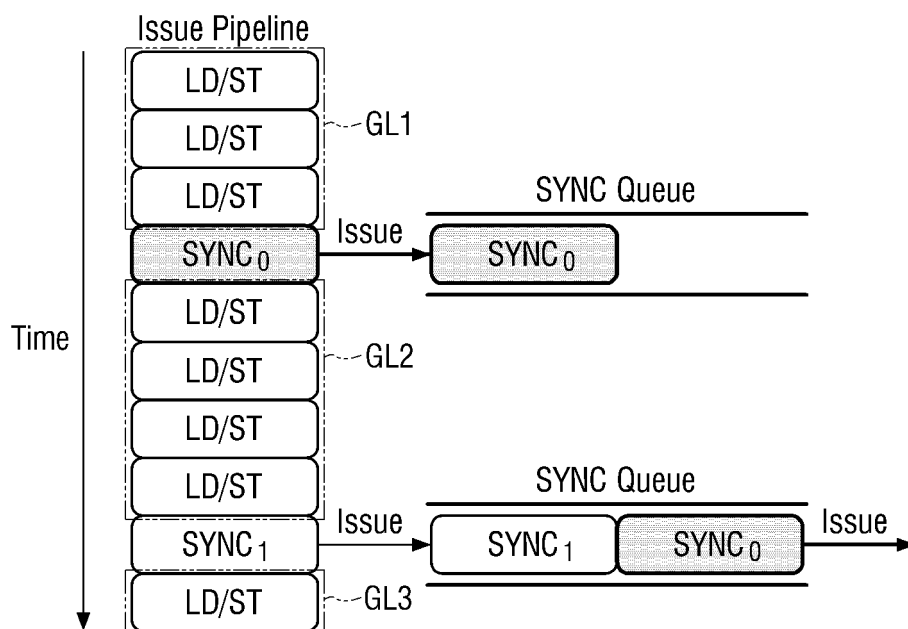 Issue Pipeline
LD/ST
LD/ST
GL1
LD/ST
SYNC Queue
SYNC0
Issue
SYNC0
LD/ST
Time
LD/ST
GL2
LD/ST
LD/ST
SYNC Queue
SYNC1
Issue
SYNC1
SYNC0
Issue
LD/ST
GL3